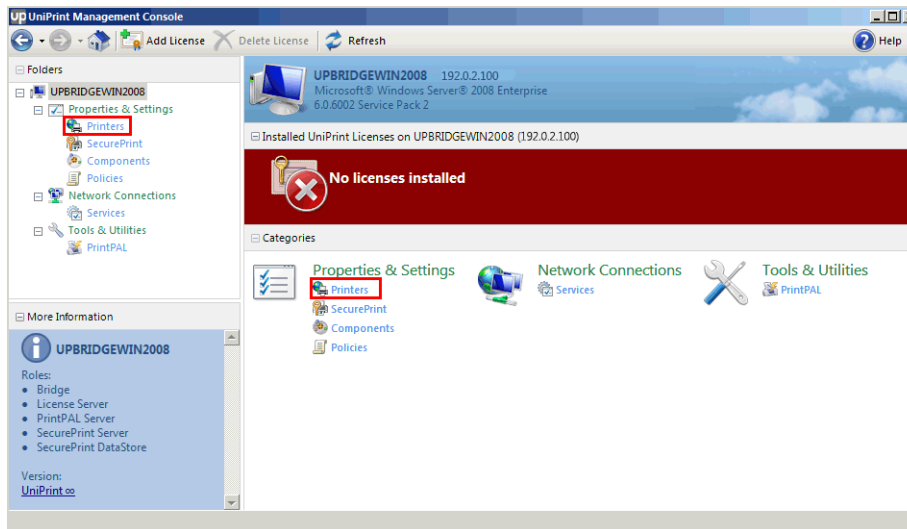 up UniPrint Management Console
Add License Delete License Refresh Help
Folders
UPBRIDGEWIN2008
Properties & Settings
Printers
SecurePrint
Components
Policies
Network Connections
Services
Tools & Utilities
PrintPAL
More Information
UPBRIDGEWIN2008
Roles:
• Bridge
• License Server
• PrintPAL Server
• SecurePrint Server
• SecurePrint DataStore
Version:
UniPrint ∞
UPBRIDGEWIN2008 192.0.2.100
Microsoft® Windows Server® 2008 Enterprise
6.0.6002 Service Pack 2
Installed UniPrint Licenses on UPBRIDGEWIN2008 (192.0.2.100)
No licenses installed
Categories
Properties & Settings
Printers
SecurePrint
Components
Policies
Network Connections
Services
Tools & Utilities
PrintPAL